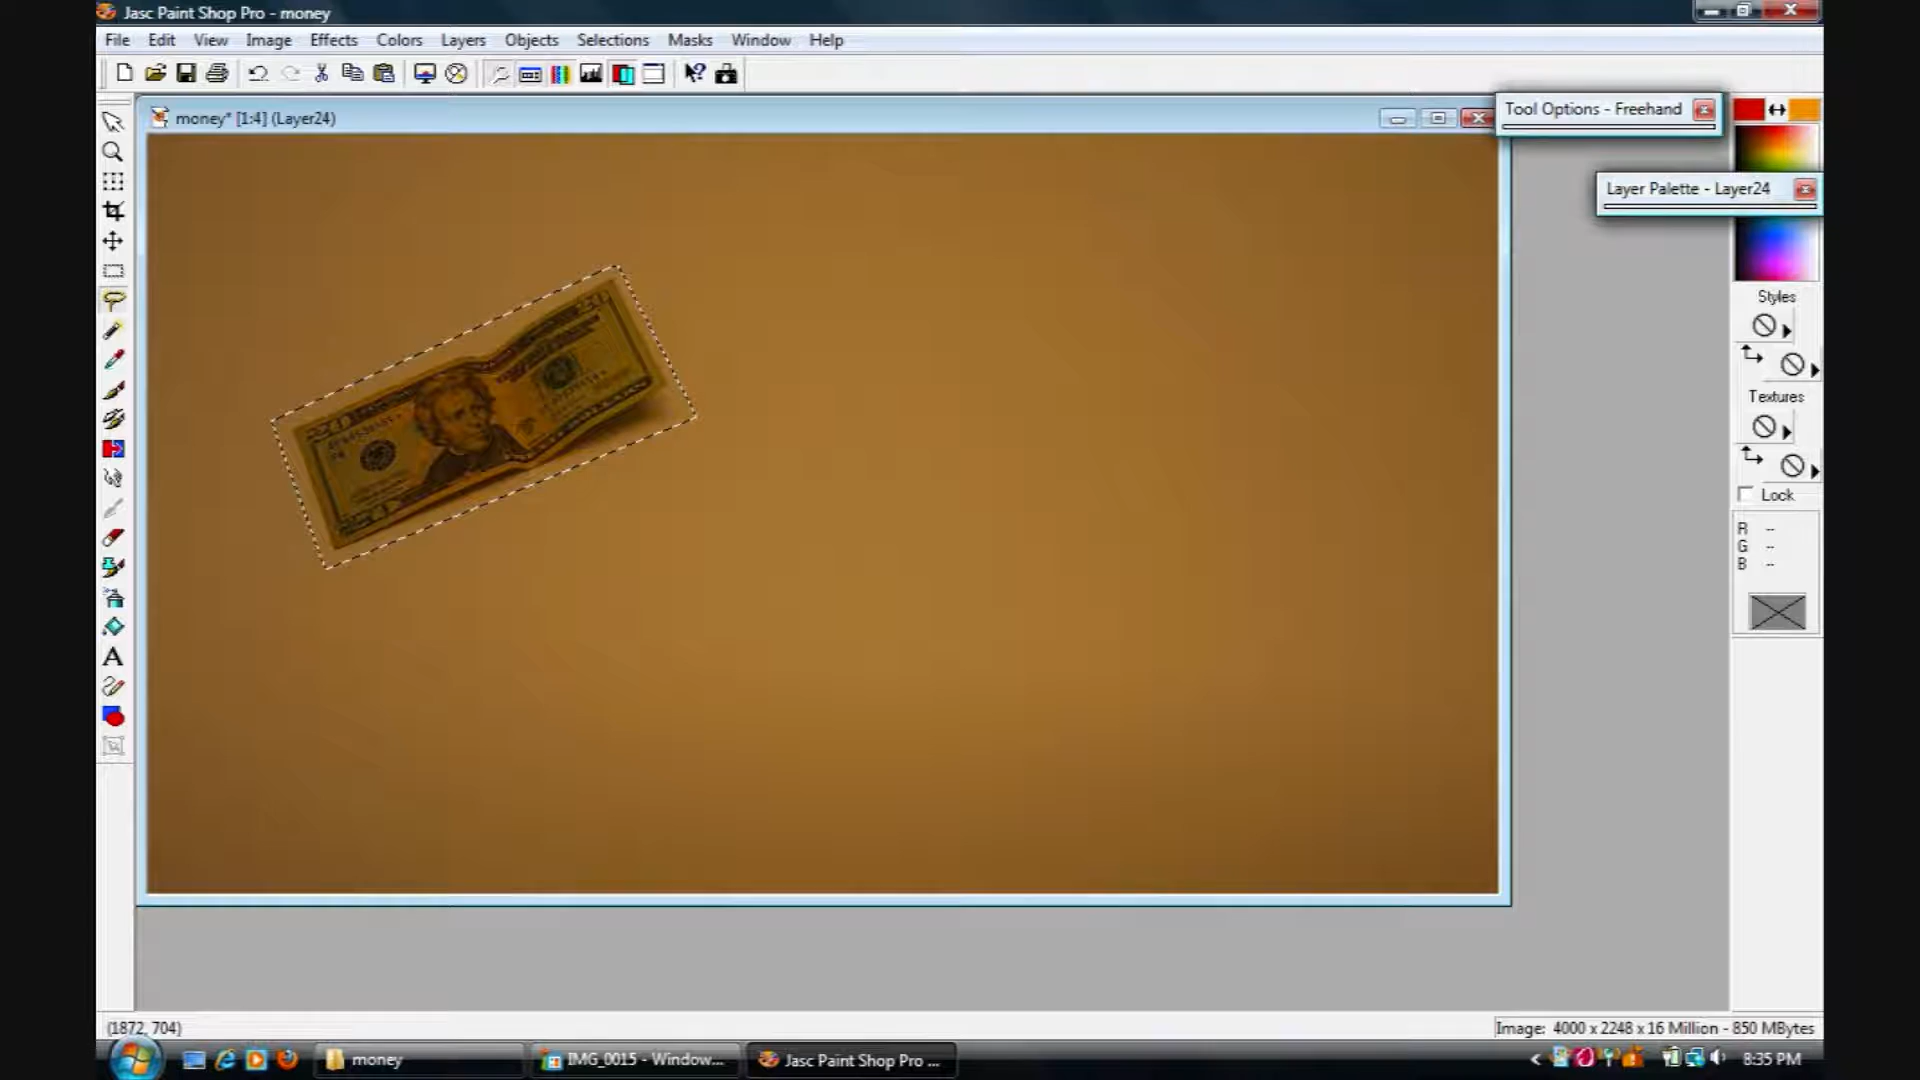 Jasc Paint Shop Pro - money
File Edit View Image Effects Colors Layers Objects Selections Masks Window Help
money* [1:4] (Layer24)
Tool Options - Freehand
Layer Palette - Layer24
Styles
Textures
Lock
R --
G --
B --
A
(1872, 704)
Image: 4000 x 2248 x 16 Million - 850 MBytes
money
IMG_0015 - Window...
Jasc Paint Shop Pro ...
8:35 PM